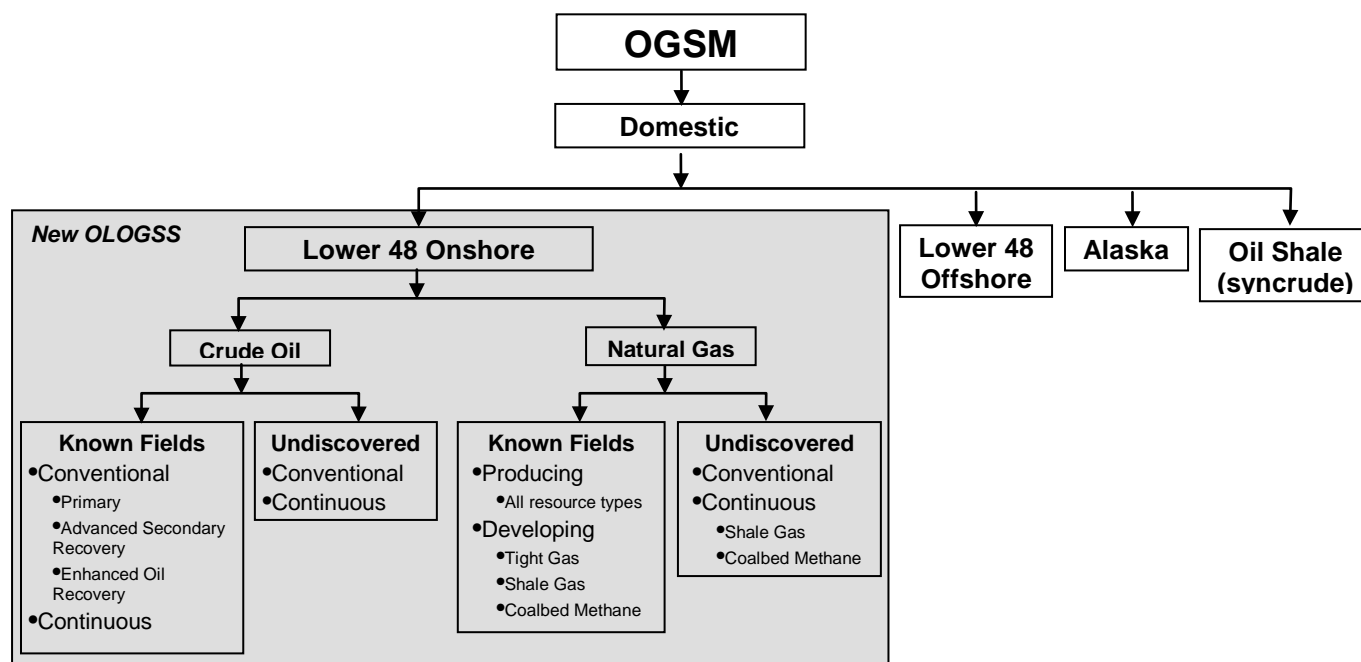 OGSM
Domestic
New OLOGSS
Lower 48 Onshore
Lower 48
Offshore
Alaska
Oil Shale
(syncrude)
Crude Oil
Natural Gas
Known Fields
•Conventional
•Primary
•Advanced Secondary
Recovery
•Enhanced Oil
Recovery
•Continuous
Undiscovered
•Conventional
•Continuous
Known Fields
•Producing
•All resource types
•Developing
•Tight Gas
•Shale Gas
•Coalbed Methane
Undiscovered
•Conventional
•Continuous
•Shale Gas
•Coalbed Methane